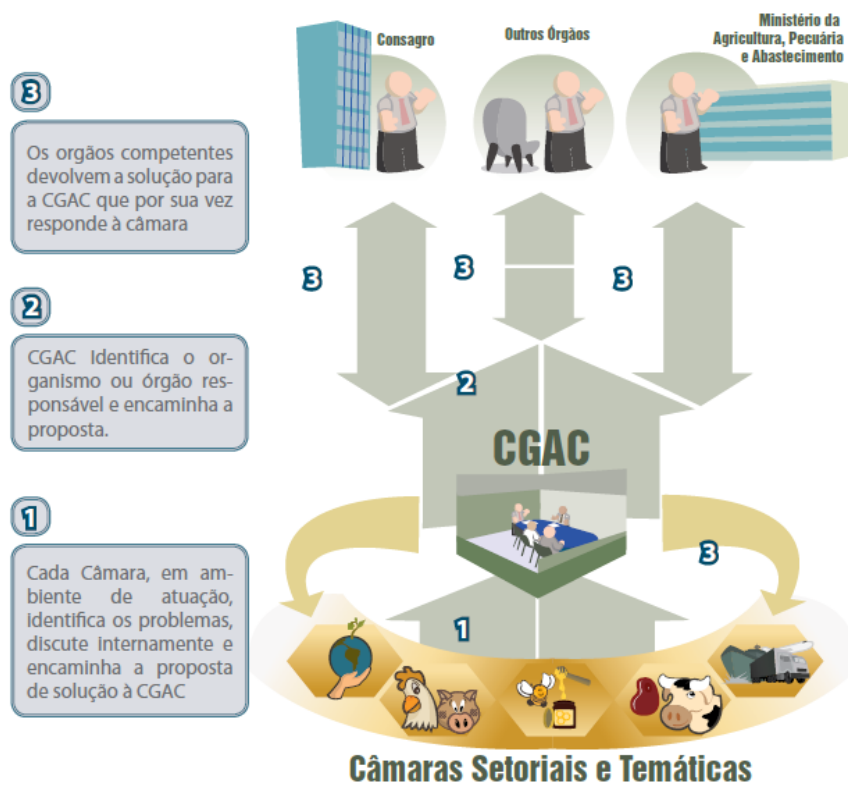 Consagro
Outros Órgãos
Ministério da
Agricultura, Pecuária
e Abastecimento
3
Os orgãos competentes
devolvem a solução para
a CGAC que por sua vez
responde à câmara
3
3
3
2
CGAC Identifica o or-
ganismo ou órgão res-
ponsável e encaminha a
proposta.
2
CGAC
1
Cada Câmara, em am-
biente de atuação,
identifica os problemas,
discute internamente e
encaminha a proposta
de solução à CGAC
3
1
Câmaras Setoriais e Temáticas